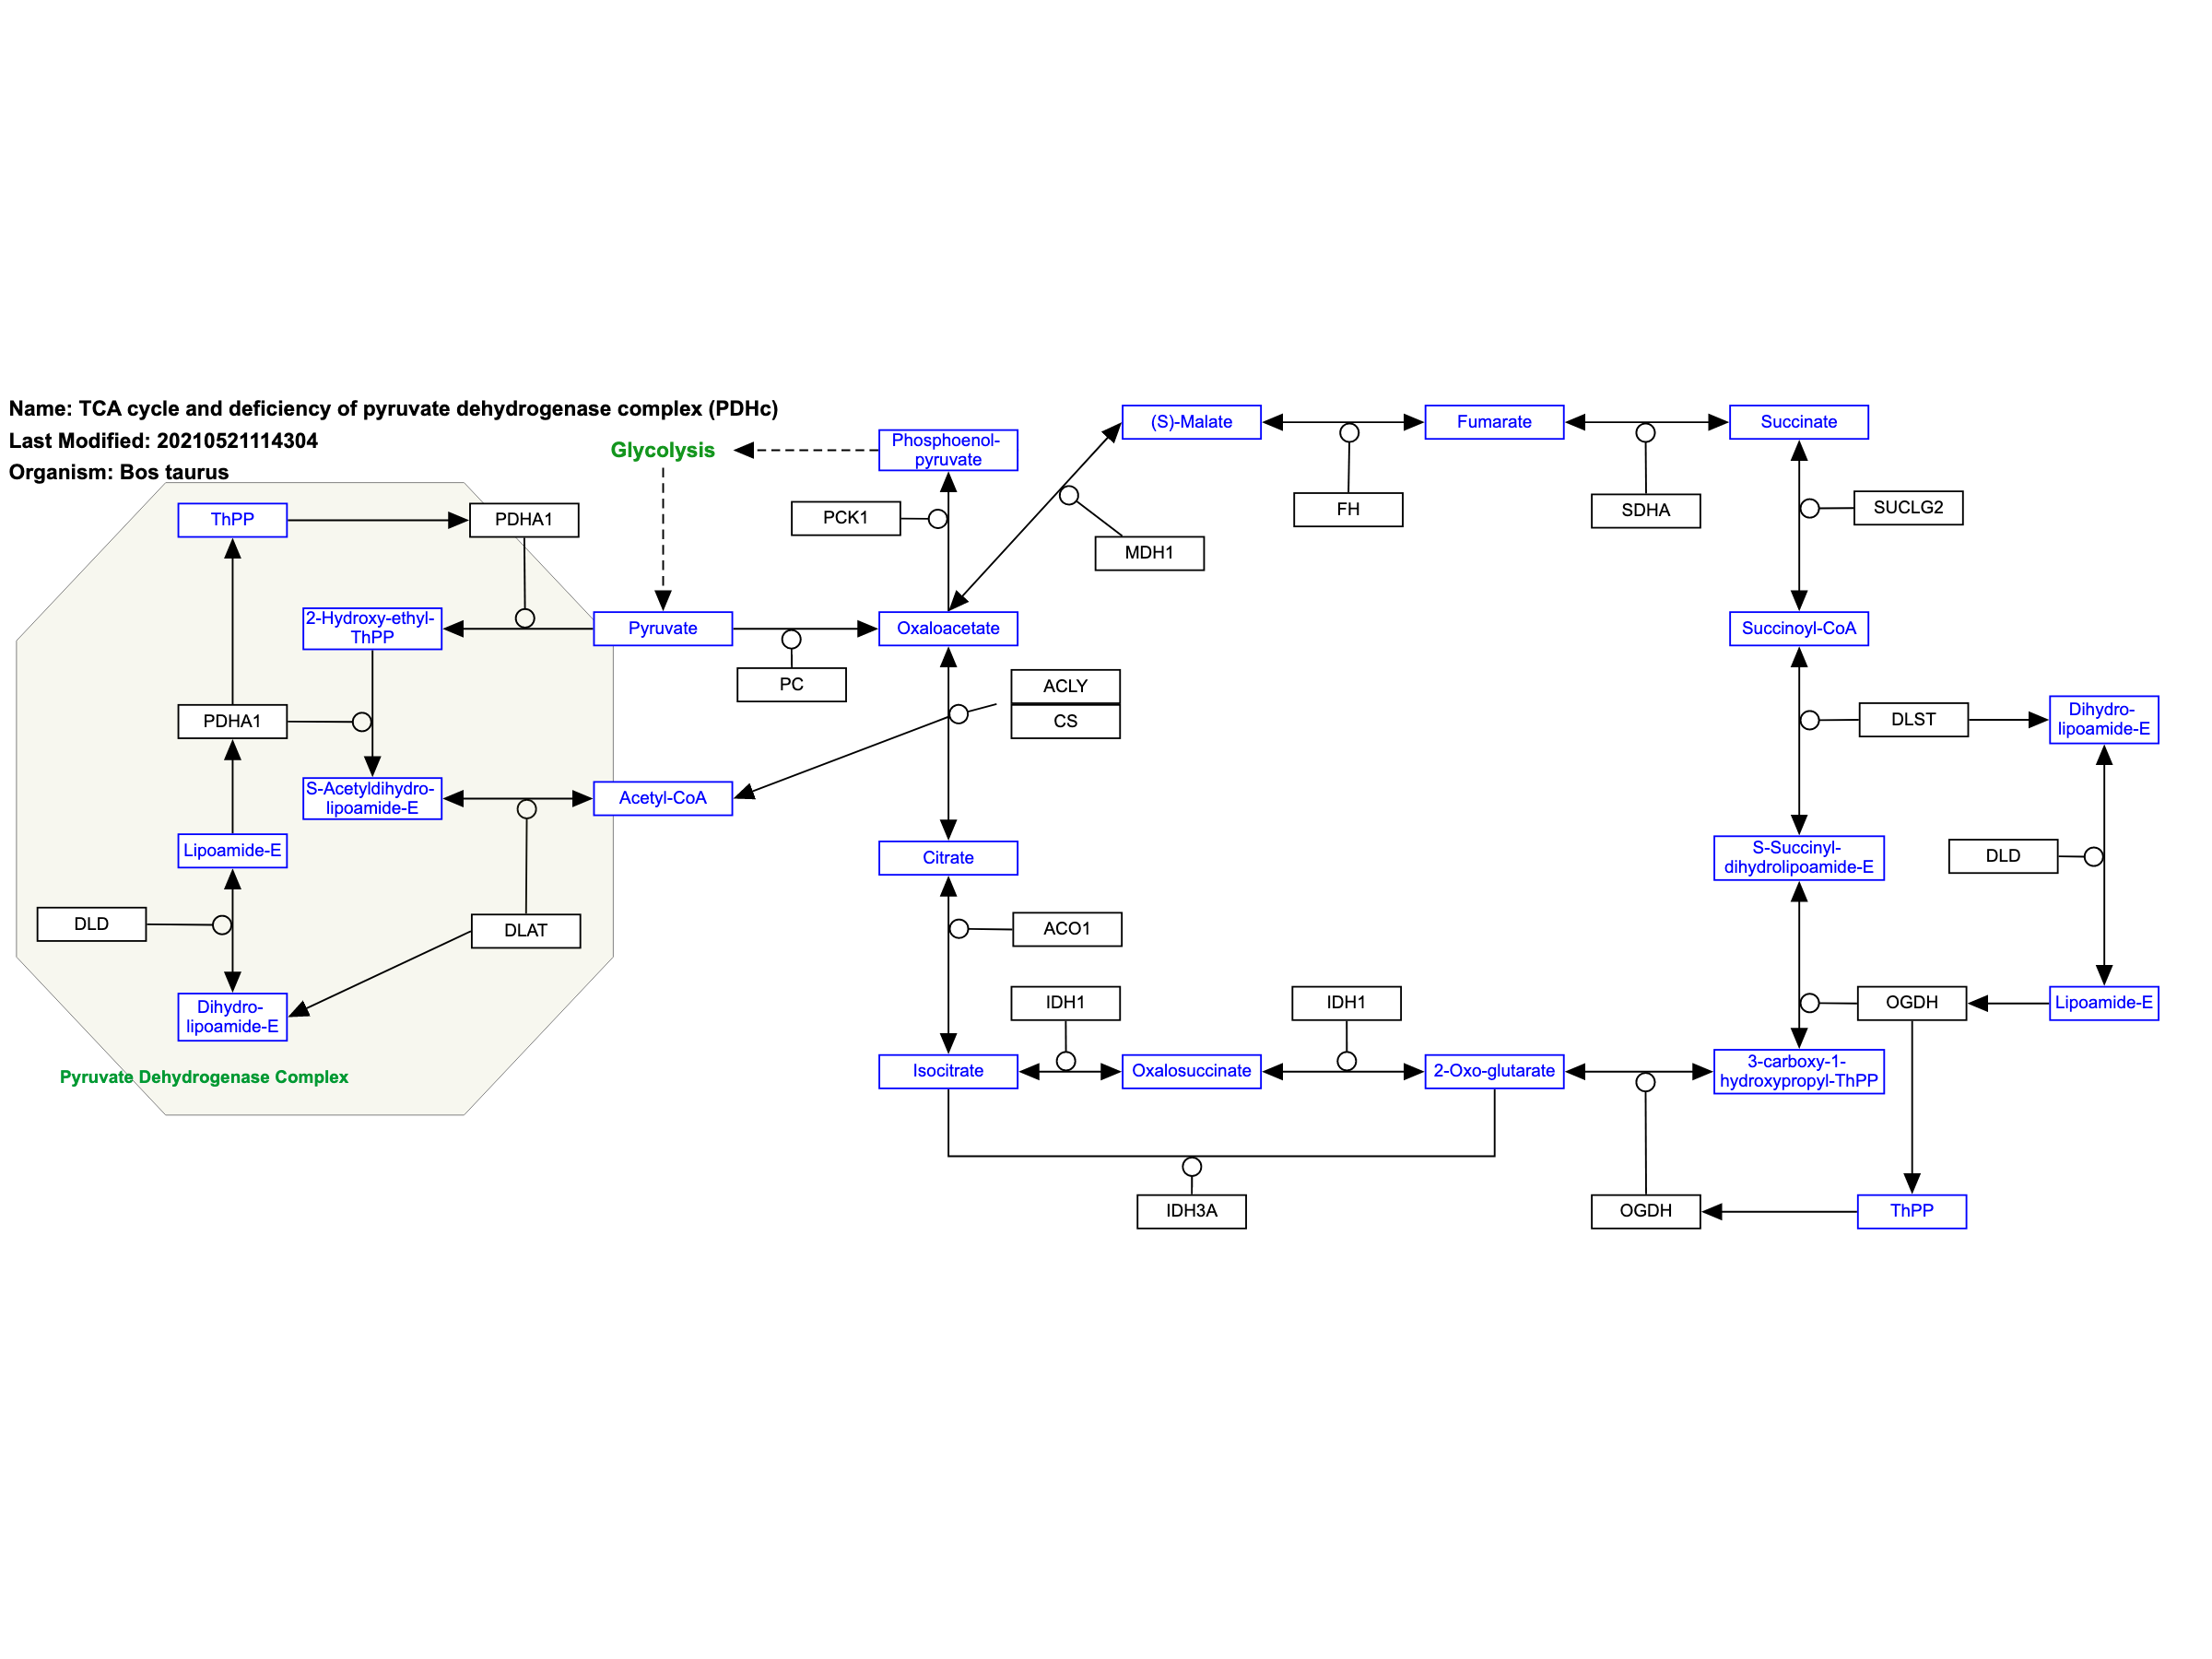 Name: TCA cycle and deficiency of pyruvate dehydrogenase complex (PDHc)
Last Modified: 20210521114304
Organism: Bos taurus
Glycolysis
Phosphoenol-
pyruvate
(S)-Malate
Fumarate
Succinate
ThPP
PDHA1
PCK1
MDH1
FH
SDHA
SUCLG2
2-Hydroxy-ethyl-
ThPP
Pyruvate
Oxaloacetate
Succinoyl-CoA
PC
ACLY
CS
PDHA1
DLST
Dihydro-
lipoamide-E
S-Acetyldihydro-
lipoamide-E
Acetyl-CoA
Lipoamide-E
Citrate
S-Succinyl-
dihydrolipoamide-E
DLD
DLD
DLAT
ACO1
Dihydro-
lipoamide-E
IDH1
IDH1
OGDH
Lipoamide-E
Pyruvate Dehydrogenase Complex
Isocitrate
Oxalosuccinate
2-Oxo-glutarate
3-carboxy-1-
hydroxypropyl-ThPP
IDH3A
OGDH
ThPP